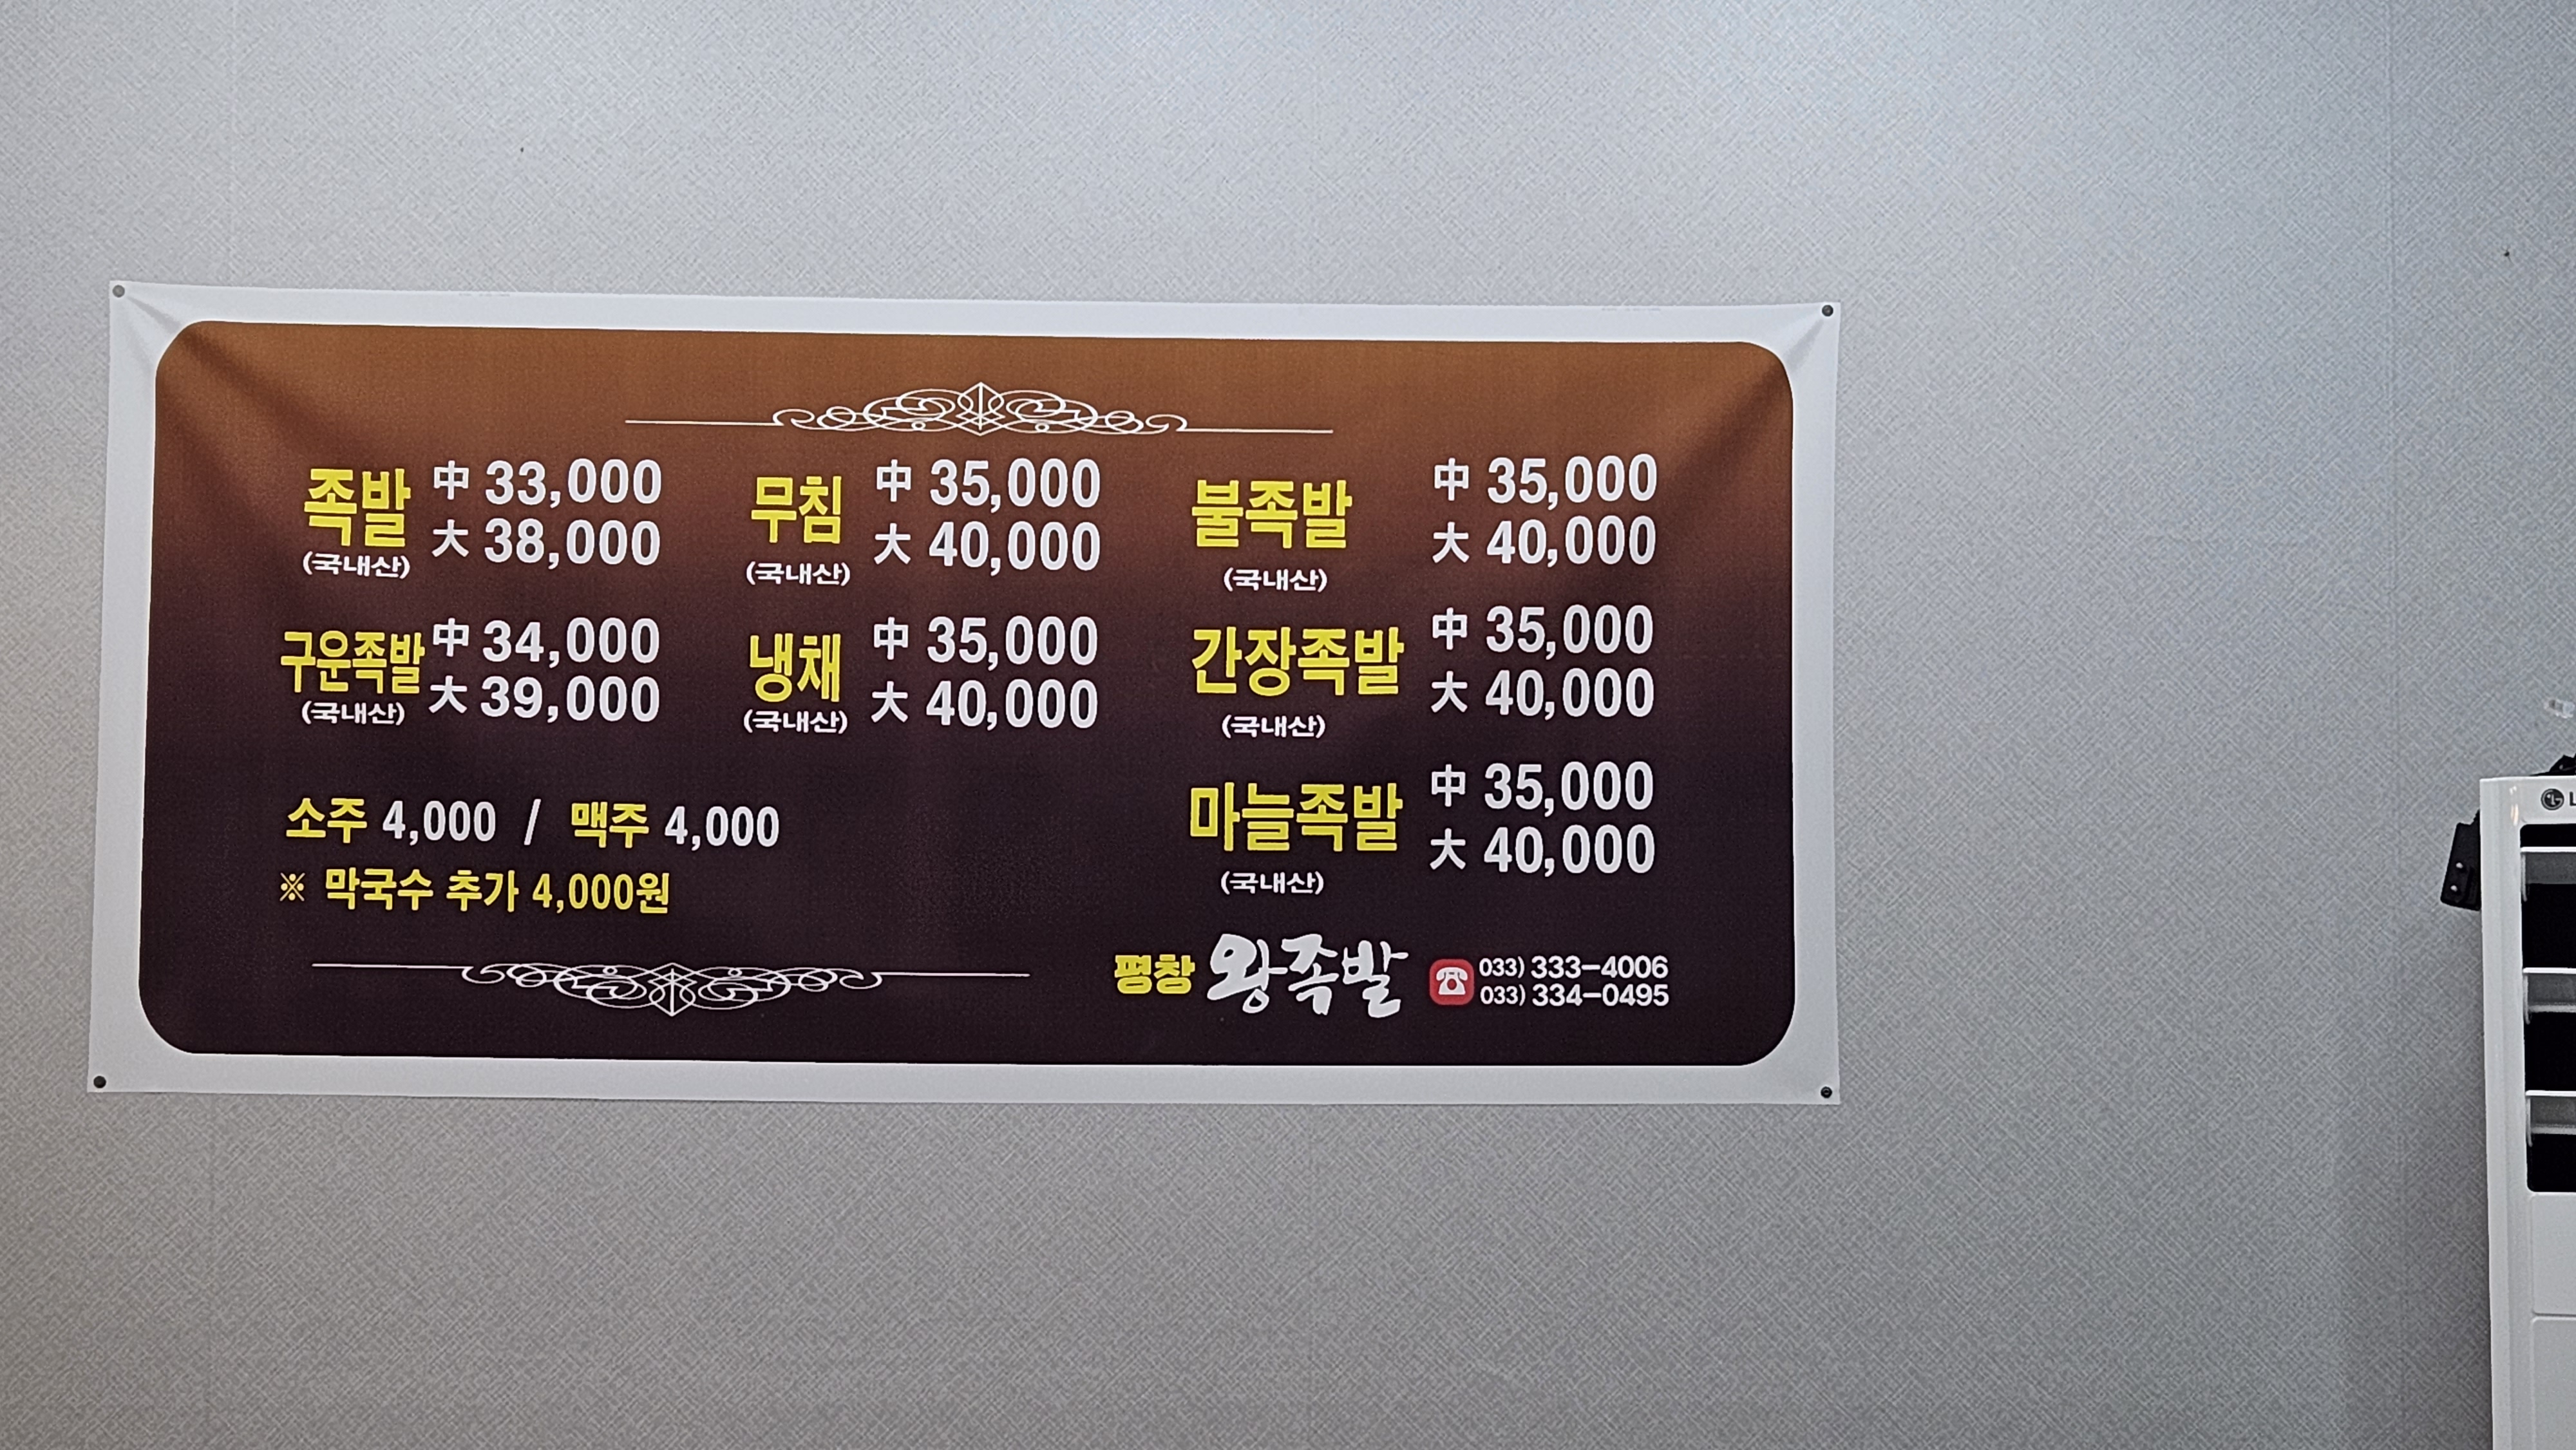 족발 中 33,000
大 38,000
(국내산)
무침 中 35,000
大 40,000
(국내산)
불족발 中 35,000
大 40,000
(국내산)
구운족발 中 34,000
大 39,000
(국내산)
냉채 中 35,000
大 40,000
(국내산)
간장족발 中 35,000
大 40,000
(국내산)
마늘족발 中 35,000
大 40,000
(국내산)
소주 4,000 / 맥주 4,000
※ 막국수 추가 4,000원
평창 왕족발 033) 333-4006
033) 334-0495